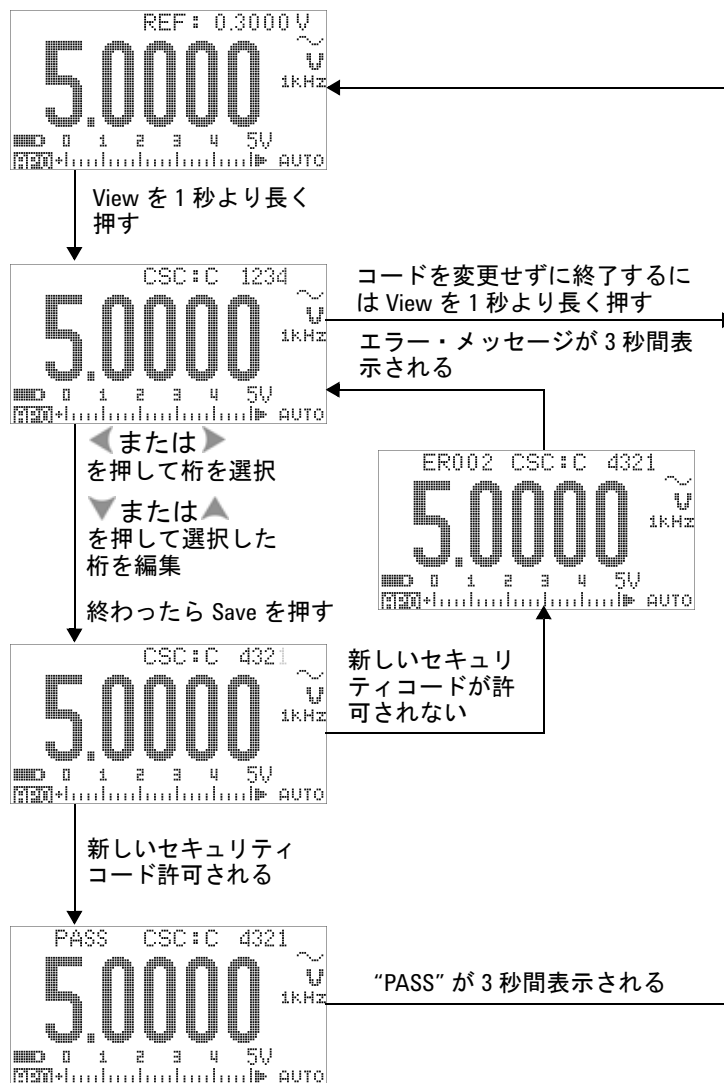 REF: 0.3000 V
5.0000
1kHz
0 1 2 3 4 5V
AUTO
View を 1 秒より長く
押す
CSC:C 1234
5.0000
1kHz
0 1 2 3 4 5V
AUTO
コードを変更せずに終了するに
は View を 1 秒より長く押す
エラー・メッセージが 3 秒間表
示される
または
を押して桁を選択
または
を押して選択した
桁を編集
終わったら Save を押す
ER002 CSC:C 4321
5.0000
1kHz
0 1 2 3 4 5V
AUTO
CSC:C 4321
5.0000
1kHz
0 1 2 3 4 5V
AUTO
新しいセキュリ
ティコードが許
可されない
新しいセキュリティ
コード許可される
PASS CSC:C 4321
5.0000
1kHz
0 1 2 3 4 5V
AUTO
“PASS” が 3 秒間表示される